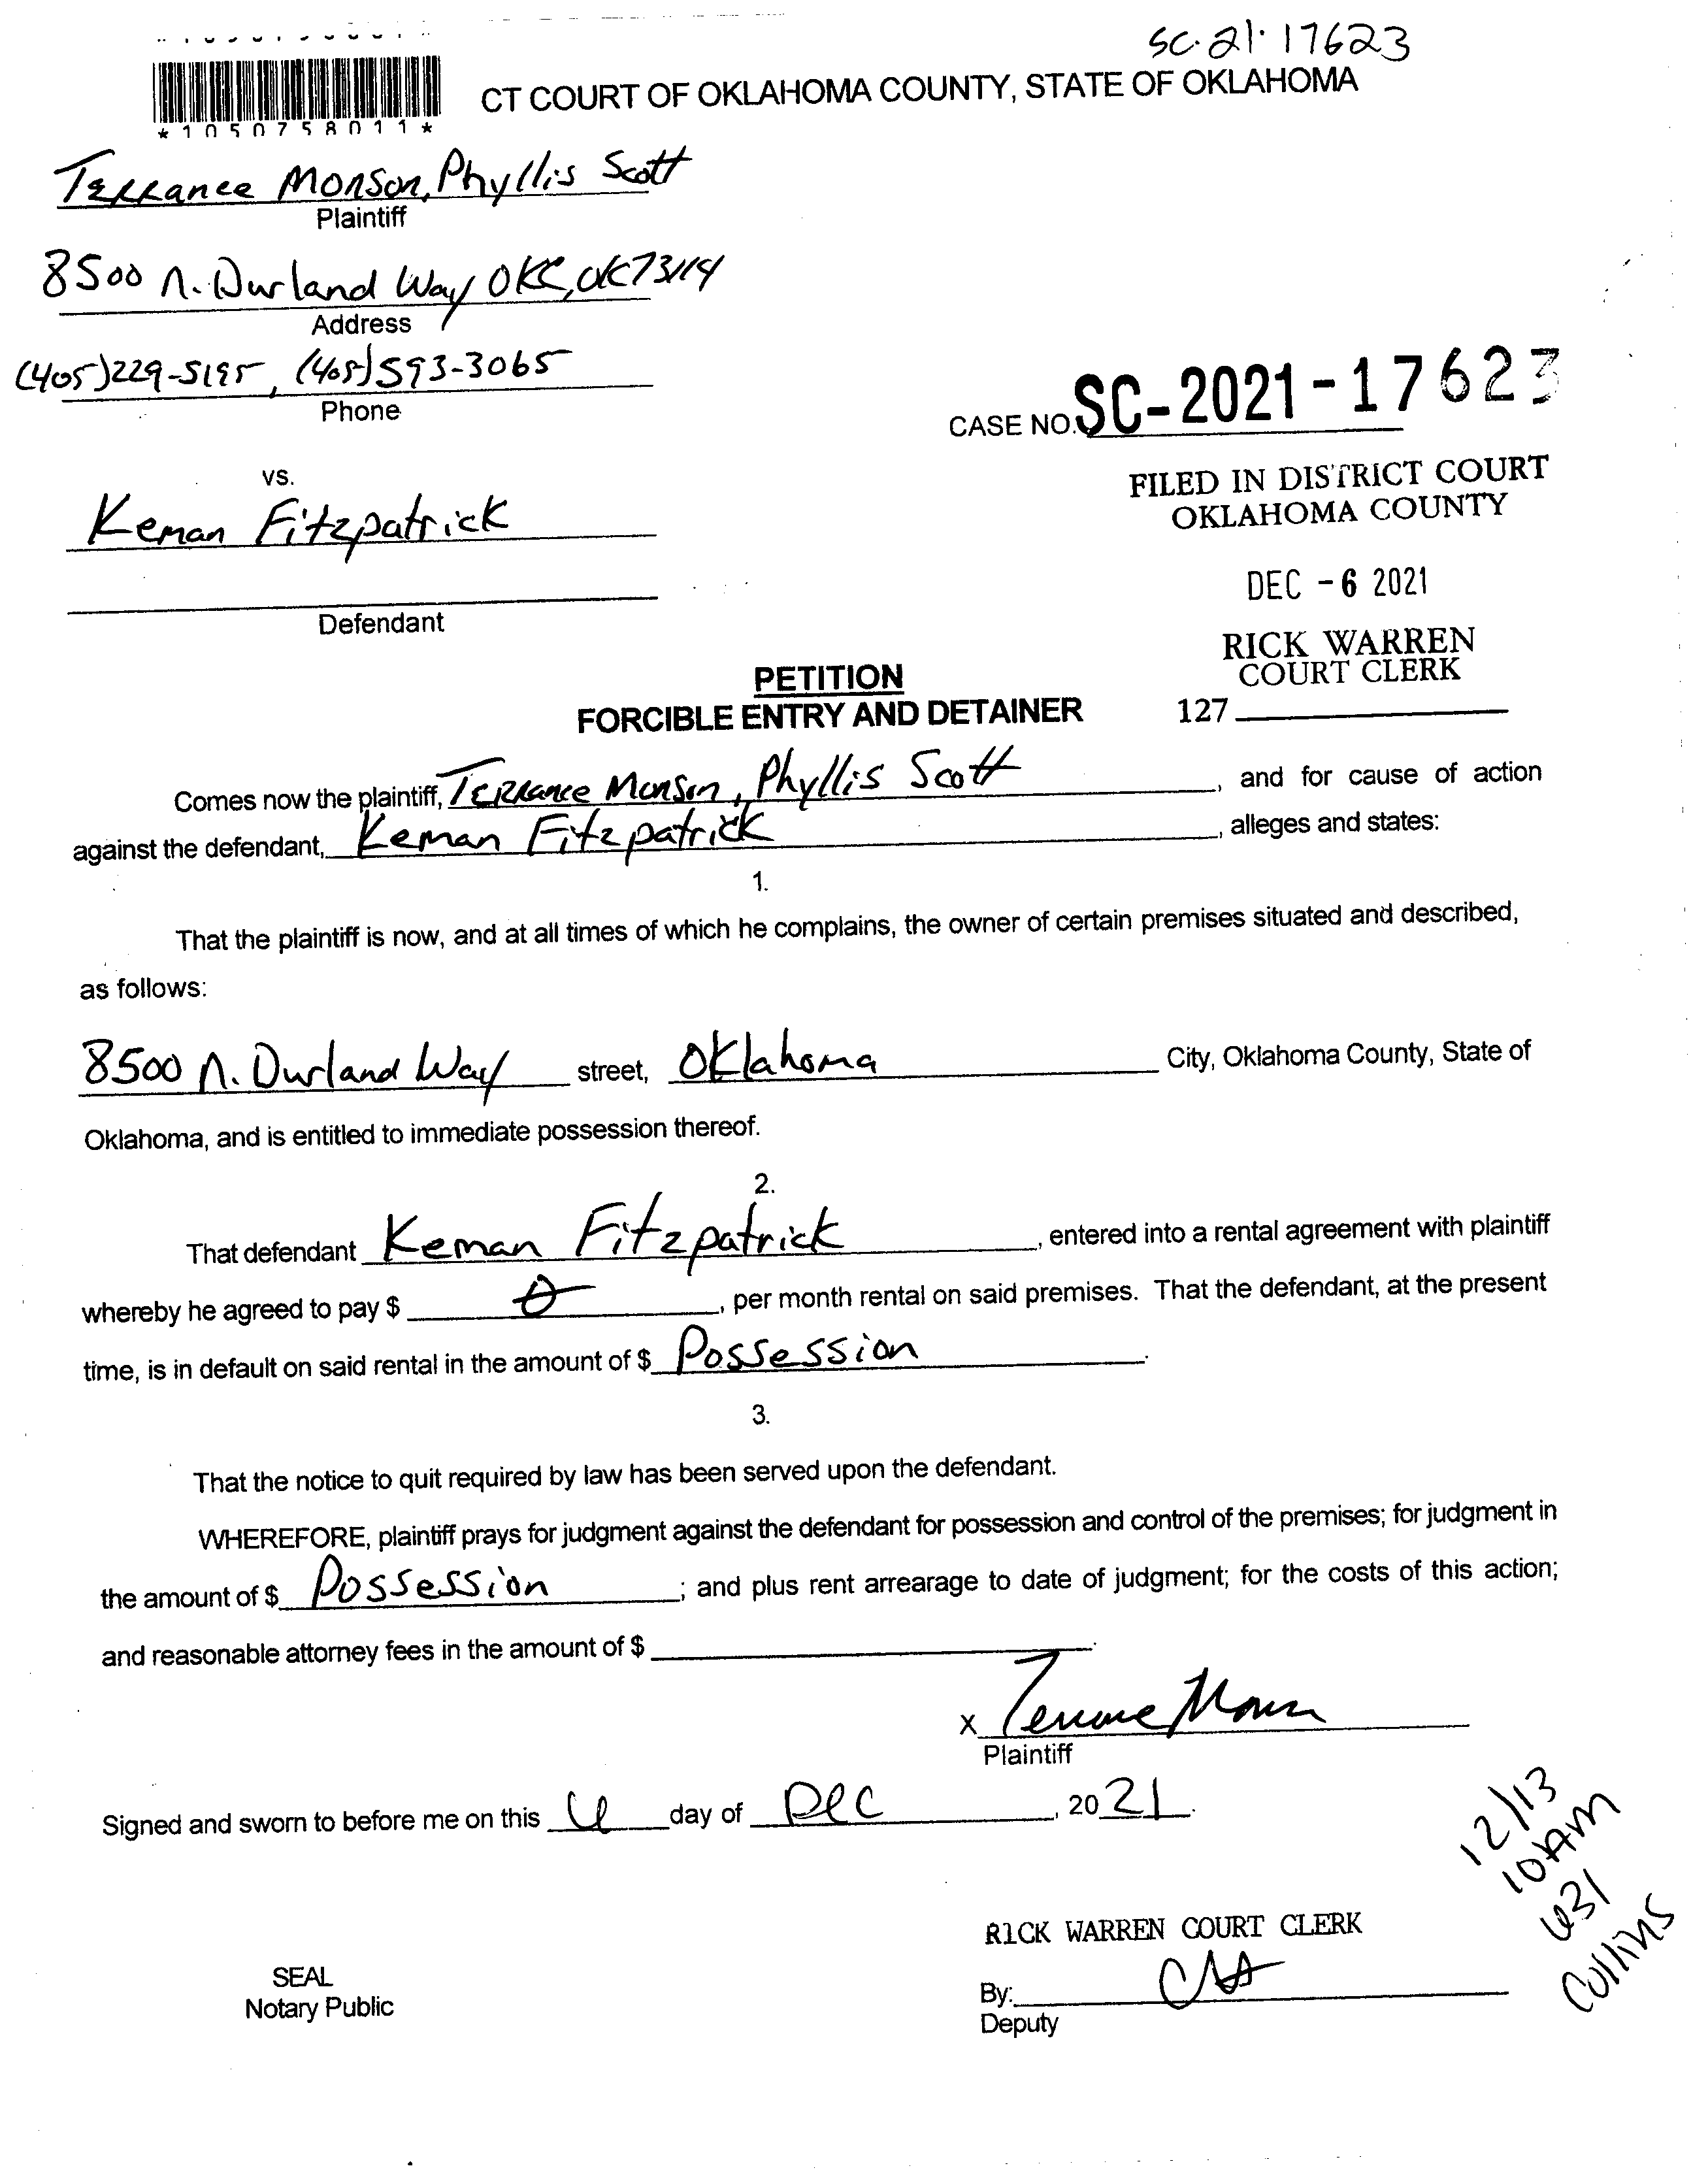 SC-21-17623
*1050758011*
CT COURT OF OKLAHOMA COUNTY, STATE OF OKLAHOMA
Terrance Monson, Phyllis Scott
Plaintiff
8500 N. Durland Way OKC, OK 73114
Address
(405)229-5195, (405)593-3065
Phone
CASE NO. SC-2021-17623
vs.
FILED IN DISTRICT COURT
OKLAHOMA COUNTY
Keman Fitzpatrick
DEC -6 2021
Defendant
RICK WARREN
COURT CLERK
127
PETITION
FORCIBLE ENTRY AND DETAINER
Comes now the plaintiff, Terrance Monson, Phyllis Scott, and for cause of action
against the defendant, Keman Fitzpatrick, alleges and states:
1.
That the plaintiff is now, and at all times of which he complains, the owner of certain premises situated and described,
as follows:
8500 N. Durland Way street, Oklahoma City, Oklahoma County, State of
Oklahoma, and is entitled to immediate possession thereof.
2.
That defendant Keman Fitzpatrick, entered into a rental agreement with plaintiff
whereby he agreed to pay $ 0, per month rental on said premises. That the defendant, at the present
time, is in default on said rental in the amount of $ Possession.
3.
That the notice to quit required by law has been served upon the defendant.
WHEREFORE, plaintiff prays for judgment against the defendant for possession and control of the premises; for judgment in
the amount of $ Possession; and plus rent arrearage to date of judgment; for the costs of this action;
and reasonable attorney fees in the amount of $
X Terrance Monson
Plaintiff
Signed and sworn to before me on this 6 day of Dec, 2021.
12/13
10AM
631
Collins
RICK WARREN COURT CLERK
SEAL
Notary Public
By:
Deputy